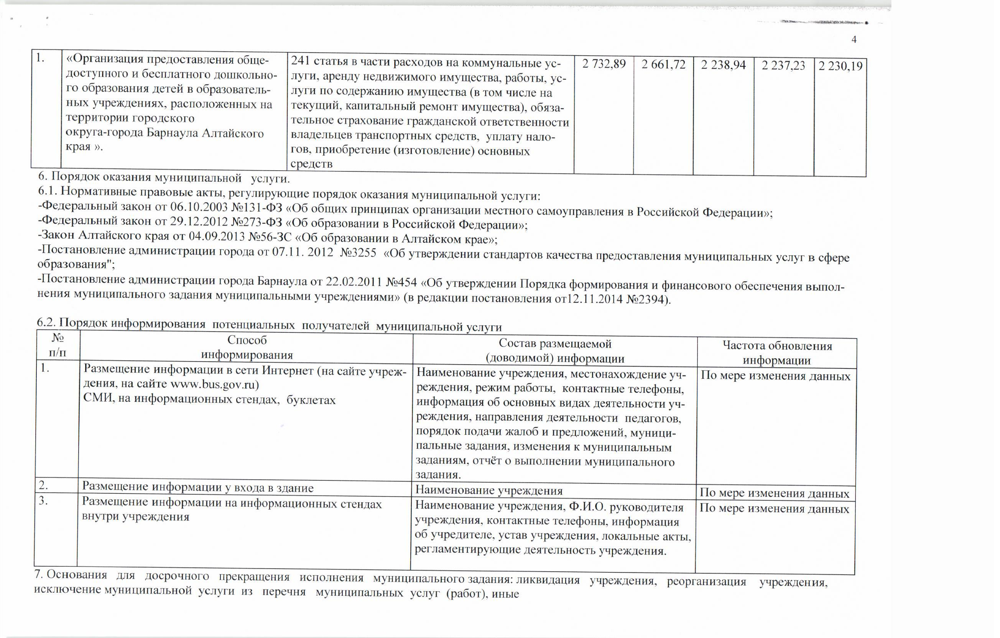 4
1.
«Организация предоставления обще-
доступного и бесплатного дошкольно-
го образования детей в образователь-
ных учреждениях, расположенных на
территории городского
округа-города Барнаула Алтайского
края ».
241 статья в части расходов на коммунальные ус-
луги, аренду недвижимого имущества, работы, ус-
луги по содержанию имущества (в том числе на
текущий, капитальный ремонт имущества), обяза-
тельное страхование гражданской ответственности
владельцев транспортных средств, уплату нало-
гов, приобретение (изготовление) основных
средств
2 732,89
2 661,72
2 238,94
2 237,23
2 230,19
6. Порядок оказания муниципальной услуги.
6.1. Нормативные правовые акты, регулирующие порядок оказания муниципальной услуги:
-Федеральный закон от 06.10.2003 №131-ФЗ «Об общих принципах организации местного самоуправления в Российской Федерации»;
-Федеральный закон от 29.12.2012 №273-ФЗ «Об образовании в Российской Федерации»;
-Закон Алтайского края от 04.09.2013 №56-ЗС «Об образовании в Алтайском крае»;
-Постановление администрации города от 07.11. 2012 №3255 «Об утверждении стандартов качества предоставления муниципальных услуг в сфере
образования";
-Постановление администрации города Барнаула от 22.02.2011 №454 «Об утверждении Порядка формирования и финансового обеспечения выпол-
нения муниципального задания муниципальными учреждениями» (в редакции постановления от12.11.2014 №2394).
6.2. Порядок информирования потенциальных получателей муниципальной услуги
№
п/п
Способ
информирования
Состав размещаемой
(доводимой) информации
Частота обновления
информации
1.
Размещение информации в сети Интернет (на сайте учреж-
дения, на сайте www.bus.gov.ru)
СМИ, на информационных стендах, буклетах
Наименование учреждения, местонахождение уч-
реждения, режим работы, контактные телефоны,
информация об основных видах деятельности уч-
реждения, направления деятельности педагогов,
порядок подачи жалоб и предложений, муници-
пальные задания, изменения к муниципальным
заданиям, отчёт о выполнении муниципального
задания.
По мере изменения данных
2.
Размещение информации у входа в здание
Наименование учреждения
По мере изменения данных
3.
Размещение информации на информационных стендах
внутри учреждения
Наименование учреждения, Ф.И.О. руководителя
учреждения, контактные телефоны, информация
об учредителе, устав учреждения, локальные акты,
регламентирующие деятельность учреждения.
По мере изменения данных
7. Основания для досрочного прекращения исполнения муниципального задания: ликвидация учреждения, реорганизация учреждения,
исключение муниципальной услуги из перечня муниципальных услуг (работ), иные